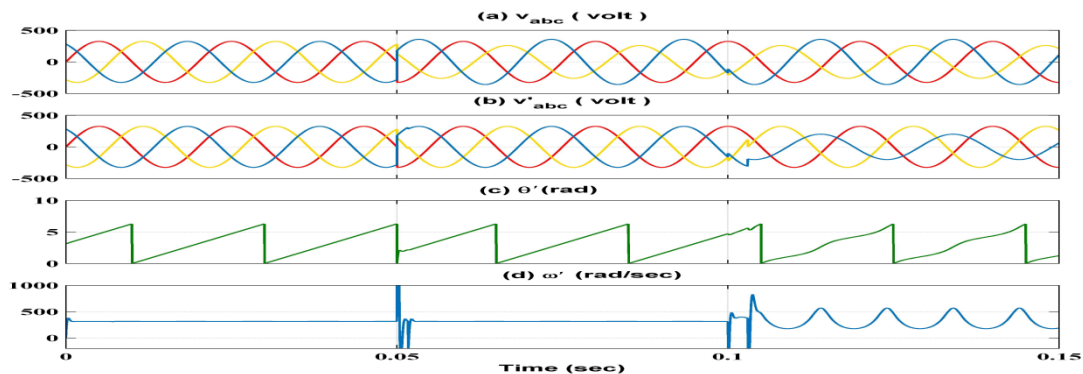 (a) v_abc ( volt )
500
0
-500
(b) v'_abc ( volt )
500
0
-500
(c) θ′(rad)
10
5
0
(d) ω′ (rad/sec)
1000
500
0
0 0.05 0.1 0.15
Time (sec)